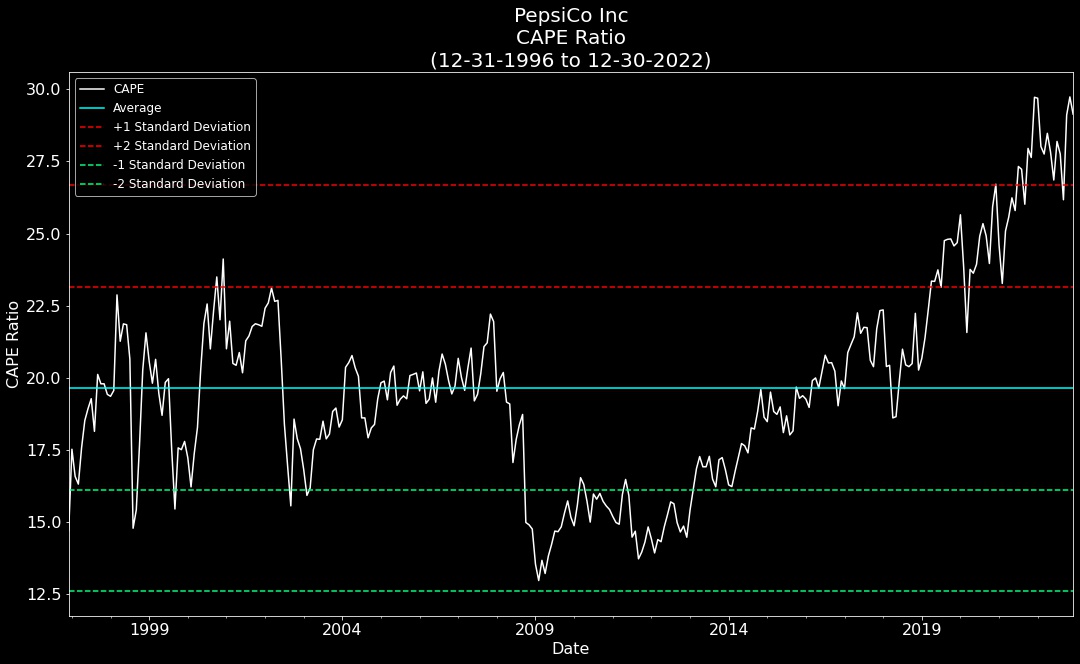 PepsiCo Inc
CAPE Ratio
(12-31-1996 to 12-30-2022)
CAPE
Average
+1 Standard Deviation
+2 Standard Deviation
-1 Standard Deviation
-2 Standard Deviation
CAPE Ratio
30.0
27.5
25.0
22.5
20.0
17.5
15.0
12.5
1999
2004
2009
2014
2019
Date